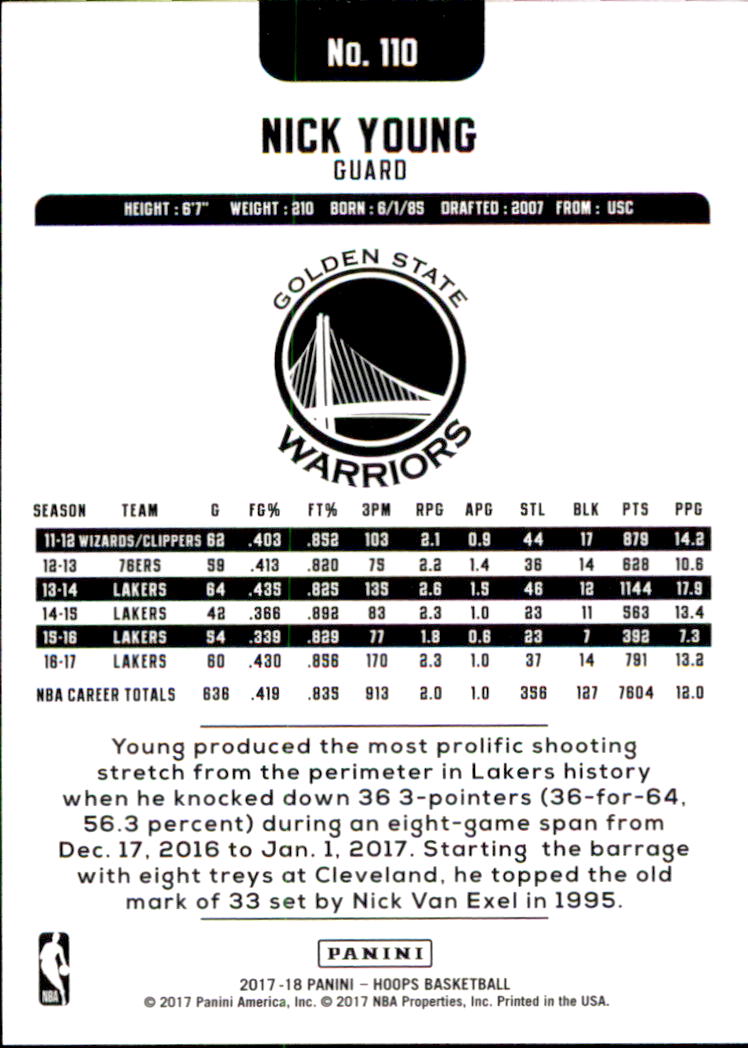 No. 110
NICK YOUNG
GUARD
HEIGHT : 6'7" WEIGHT : 210 BORN : 6/1/85 DRAFTED : 2007 FROM : USC
GOLDEN STATE
WARRIORS
SEASON TEAM G FG% FT% 3PM RPG APG STL BLK PTS PPG
11-12 WIZARDS/CLIPPERS 62 .403 .852 103 2.1 0.9 44 17 879 14.2
12-13 76ERS 59 .413 .820 75 2.2 1.4 36 14 628 10.6
13-14 LAKERS 64 .435 .825 135 2.6 1.5 46 12 1144 17.9
14-15 LAKERS 42 .366 .892 83 2.3 1.0 23 11 563 13.4
15-16 LAKERS 54 .339 .829 77 1.8 0.6 23 7 392 7.3
16-17 LAKERS 60 .430 .856 170 2.3 1.0 37 14 791 13.2
NBA CAREER TOTALS 636 .419 .835 913 2.0 1.0 356 127 7604 12.0
Young produced the most prolific shooting
stretch from the perimeter in Lakers history
when he knocked down 36 3-pointers (36-for-64,
56.3 percent) during an eight-game span from
Dec. 17, 2016 to Jan. 1, 2017. Starting the barrage
with eight treys at Cleveland, he topped the old
mark of 33 set by Nick Van Exel in 1995.
PANINI
NBA
2017-18 PANINI – HOOPS BASKETBALL
© 2017 Panini America, Inc. © 2017 NBA Properties, Inc. Printed in the USA.